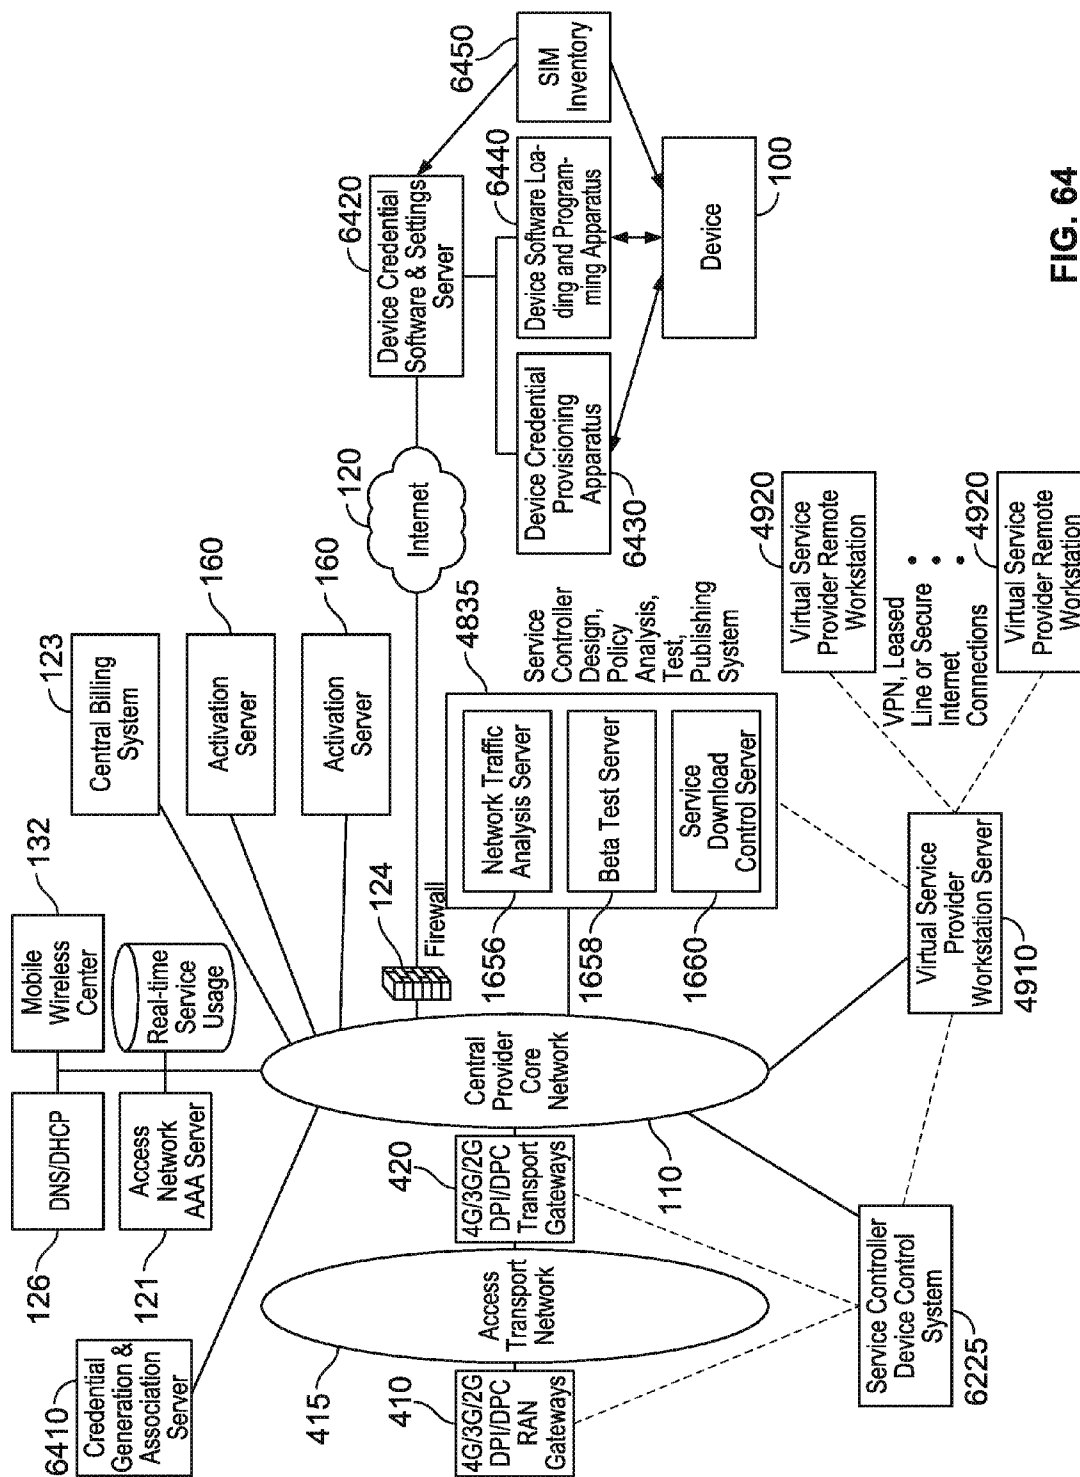 6410
Credential
Generation &
Association
Server
126
DNS/DHCP
Mobile
Wireless
Center
132
121
Access
Network
AAA Server
Real-time
Service
Usage
123
Central Billing
System
160
Activation
Server
160
Activation
Server
415
410
4G/3G/2G
DPI/DPC
RAN
Gateways
Access
Transport
Network
420
4G/3G/2G
DPI/DPC
Transport
Gateways
110
Central
Provider
Core
Network
124
Firewall
120
Internet
6420
Device Credential
Software & Settings
Server
6450
SIM
Inventory
6440
Device Software Loa-
ding and Program-
ming Apparatus
Device Credential
Provisioning
Apparatus
6430
Device
100
4835
Service
Controller
Design,
Policy
Analysis,
Test,
Publishing
System
1656
Network Traffic
Analysis Server
1658
Beta Test Server
1660
Service
Download
Control Server
Service Controller
Device Control
System
6225
Virtual Service
Provider
Workstation Server
4910
4920
Virtual Service
Provider Remote
Workstation
VPN, Leased
Line or Secure
Internet
Connections
4920
Virtual Service
Provider Remote
Workstation
FIG. 64